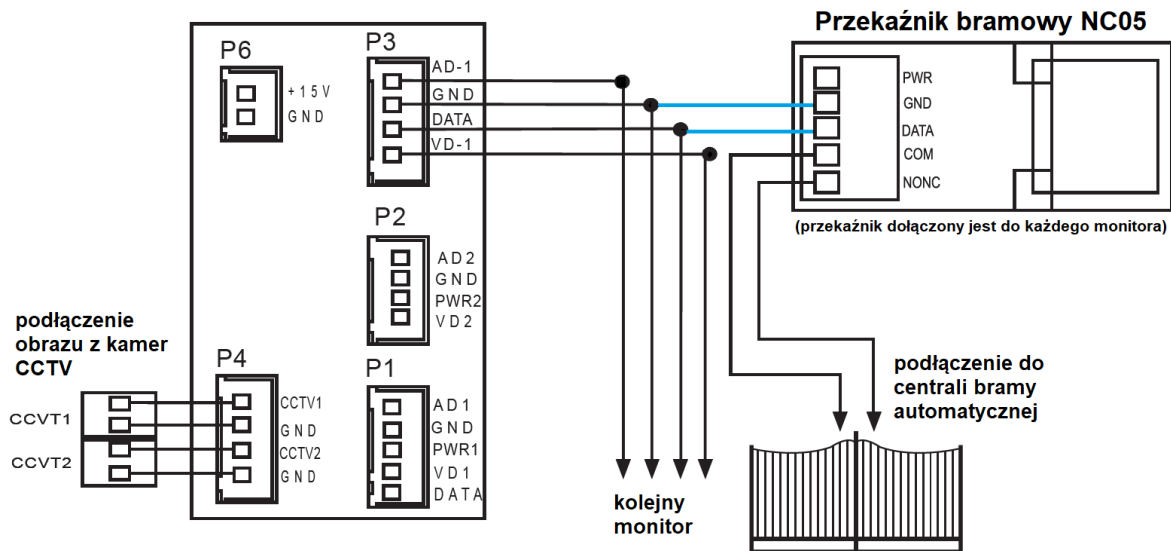 Przekaźnik bramowy NC05
P6
+15V
GND
P3
AD-1
GND
DATA
VD-1
PWR
GND
DATA
COM
NONC
(przekaźnik dołączony jest do każdego monitora)
P2
AD2
GND
PWR2
VD2
podłączenie
obrazu z kamer
CCTV
P4
CCTV1
GND
CCTV2
GND
CCVT1
CCVT2
P1
AD1
GND
PWR1
VD1
DATA
kolejny
monitor
podłączenie do
centrali bramy
automatycznej